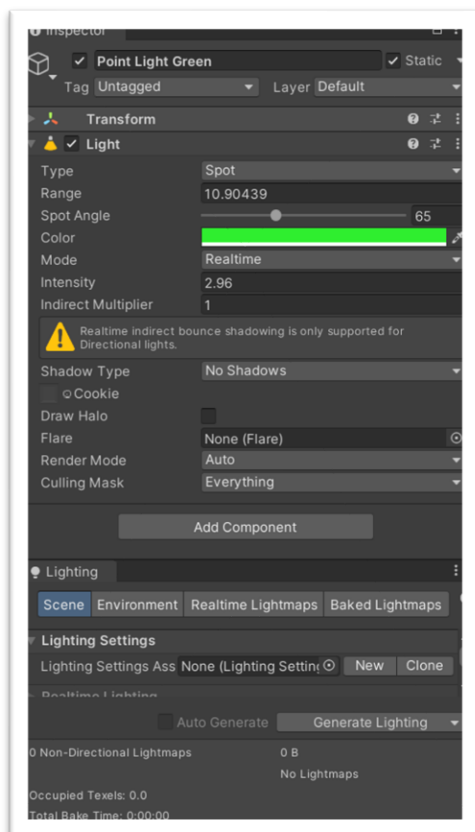 Inspector
Point Light Green Static
Tag Untagged Layer Default
Transform
Light
Type Spot
Range 10.90439
Spot Angle 65
Color
Mode Realtime
Intensity 2.96
Indirect Multiplier 1
Realtime indirect bounce shadowing is only supported for
Directional lights.
Shadow Type No Shadows
Cookie
Draw Halo
Flare None (Flare)
Render Mode Auto
Culling Mask Everything
Add Component
Lighting
Scene Environment Realtime Lightmaps Baked Lightmaps
Lighting Settings
Lighting Settings Ass None (Lighting Setting New Clone
Realtime Lighting
Auto Generate Generate Lighting
0 Non-Directional Lightmaps 0 B
No Lightmaps
Occupied Texels: 0.0
Total Bake Time: 0:00:00